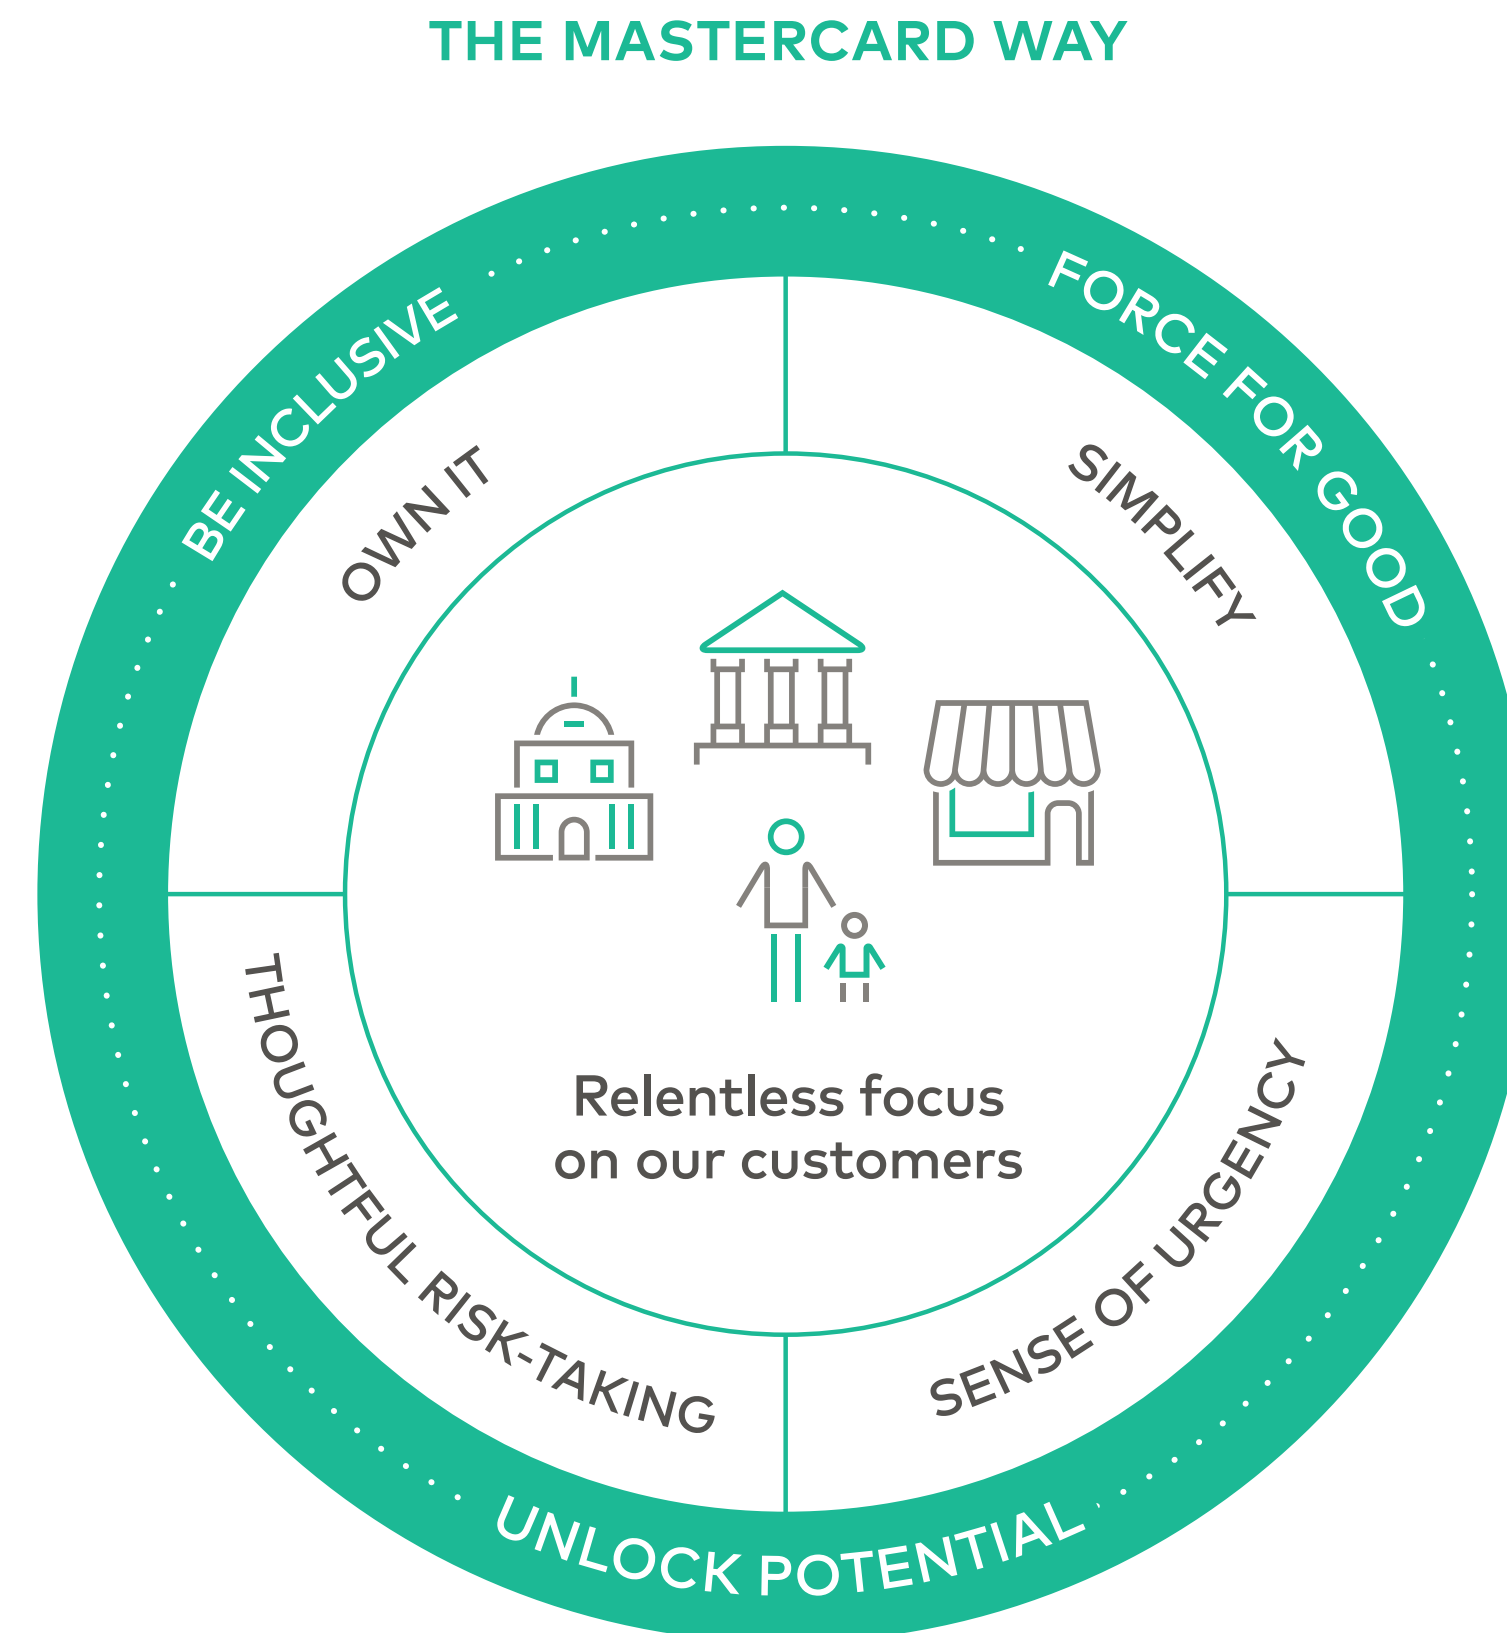 THE MASTERCARD WAY
BE INCLUSIVE
FORCE FOR GOOD
OWN IT
SIMPLIFY
Relentless focus
on our customers
THOUGHTFUL RISK-TAKING
SENSE OF URGENCY
UNLOCK POTENTIAL